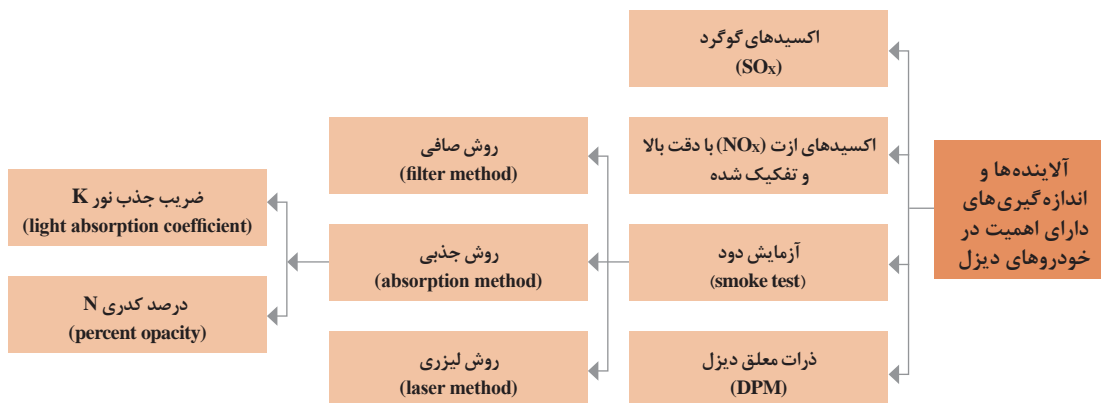 آلاینده‌ها و
اندازه‌گیری‌های
دارای اهمیت در
خودروهای دیزل
اکسیدهای گوگرد
(SOx)
اکسیدهای ازت (NOx) با دقت بالا
و تفکیک شده
آزمایش دود
(smoke test)
ذرات معلق دیزل
(DPM)
روش صافی
(filter method)
روش جذبی
(absorption method)
روش لیزری
(laser method)
ضریب جذب نور K
(light absorption coefficient)
درصد کدری N
(percent opacity)